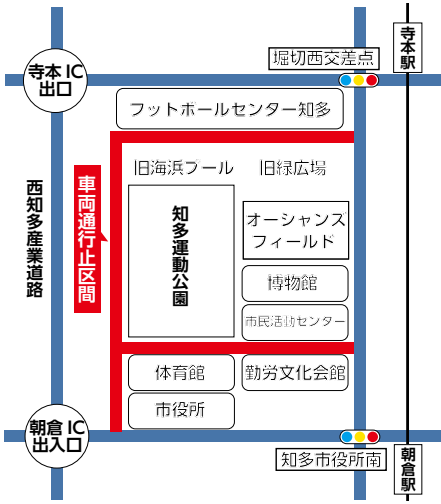 寺本
駅
堀切西交差点
寺本IC
出口
フットボールセンター知多
旧海浜プール
旧緑広場
車両通行止区間
西知多産業道路
知多運動公園
オーシャンズ
フィールド
博物館
市民活動センター
体育館
勤労文化会館
市役所
朝倉IC
出入口
知多市役所南
朝倉駅